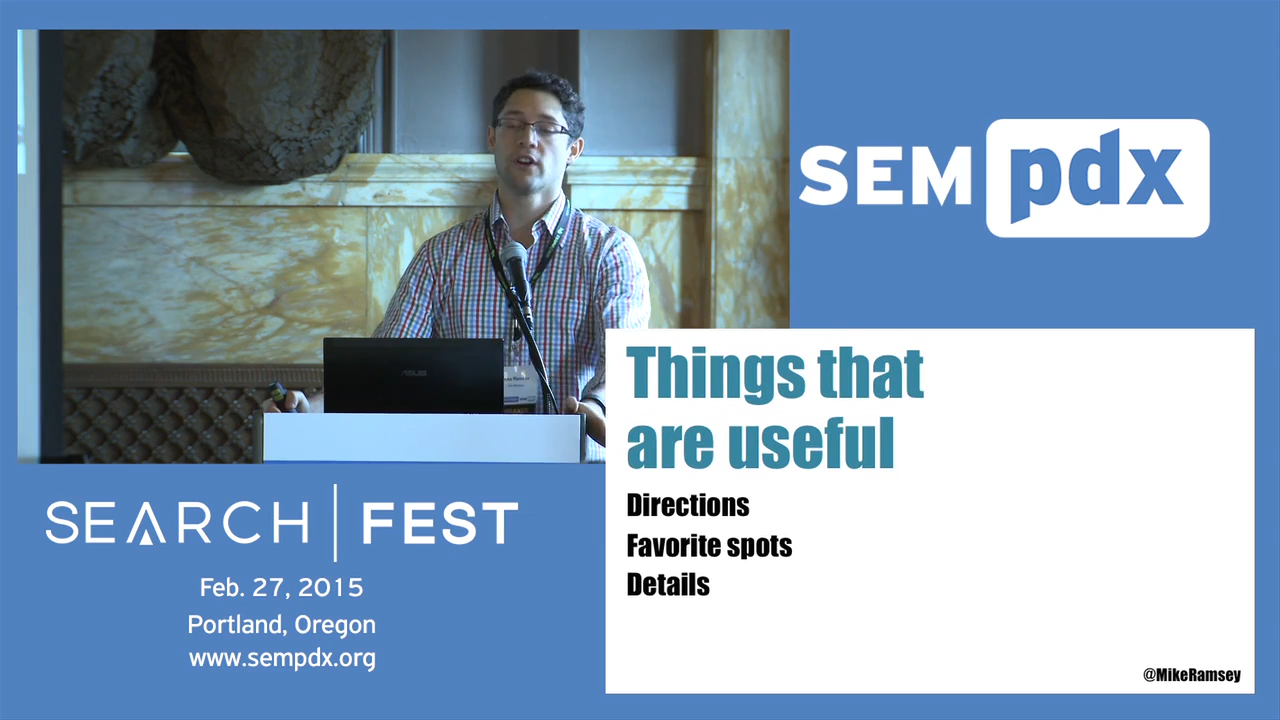 SEM pdx
ASUS
Things that
are useful
Directions
Favorite spots
Details
@MikeRamsey
SEARCH FEST
Feb. 27, 2015
Portland, Oregon
www.sempdx.org